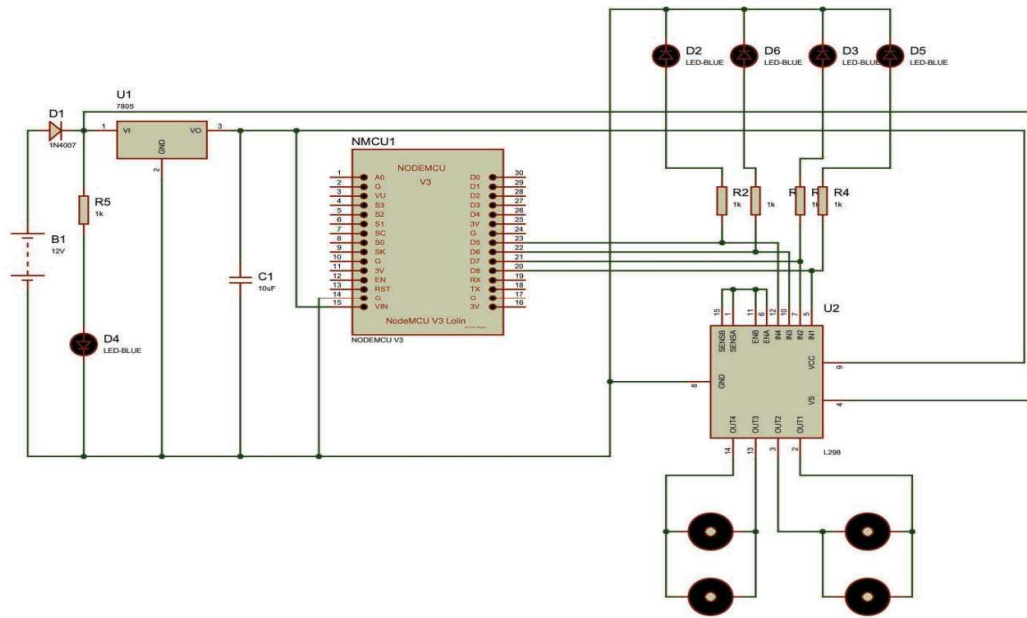 D2
LED-BLUE
D6
LED-BLUE
D3
LED-BLUE
D5
LED-BLUE
U1
7805
D1
1N4007
1
VI
VO
3
GND
2
R5
1k
B1
12V
C1
10uF
D4
LED-BLUE
NMCU1
NODEMCU
V3
1 A0 D0 30
2 G D1 29
3 VU D2 28
4 S3 D3 27
5 S2 D4 26
6 S1 3V 25
7 SC G 24
8 S0 D5 23
9 SK D6 22
10 G D7 21
11 3V D8 20
12 EN RX 19
13 RST TX 18
14 G G 17
15 VIN 3V 16
NodeMCU V3 Lolin
NODEMCU V3
R2
1k
1k
R
1k
R4
1k
U2
15 1 11 6 12 10 7 5
SENSB
SENSA
ENB
ENA
IN4
IN3
IN2
IN1
8
GND
VCC
9
VS
4
OUT4
OUT3
OUT2
OUT1
14
13
3
2
L298